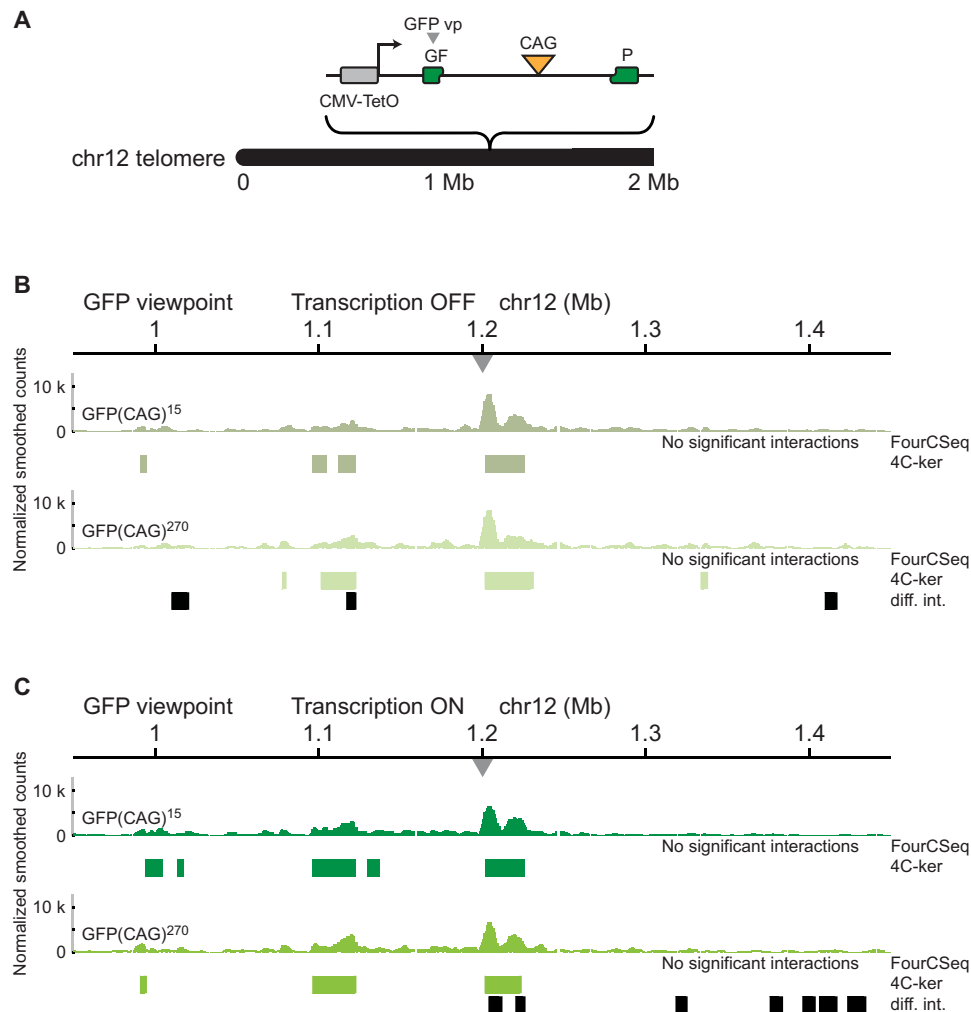 A
GFP vp
GF
CAG
P
CMV-TetO
chr12 telomere
0
1 Mb
2 Mb
B
GFP viewpoint
Transcription OFF
chr12 (Mb)
1
1.1
1.2
1.3
1.4
Normalized smoothed counts
10 k
0
GFP(CAG)15
No significant interactions
FourCSeq
4C-ker
10 k
0
GFP(CAG)270
No significant interactions
FourCSeq
4C-ker
diff. int.
C
GFP viewpoint
Transcription ON
chr12 (Mb)
1
1.1
1.2
1.3
1.4
Normalized smoothed counts
10 k
0
GFP(CAG)15
No significant interactions
FourCSeq
4C-ker
10 k
0
GFP(CAG)270
No significant interactions
FourCSeq
4C-ker
diff. int.